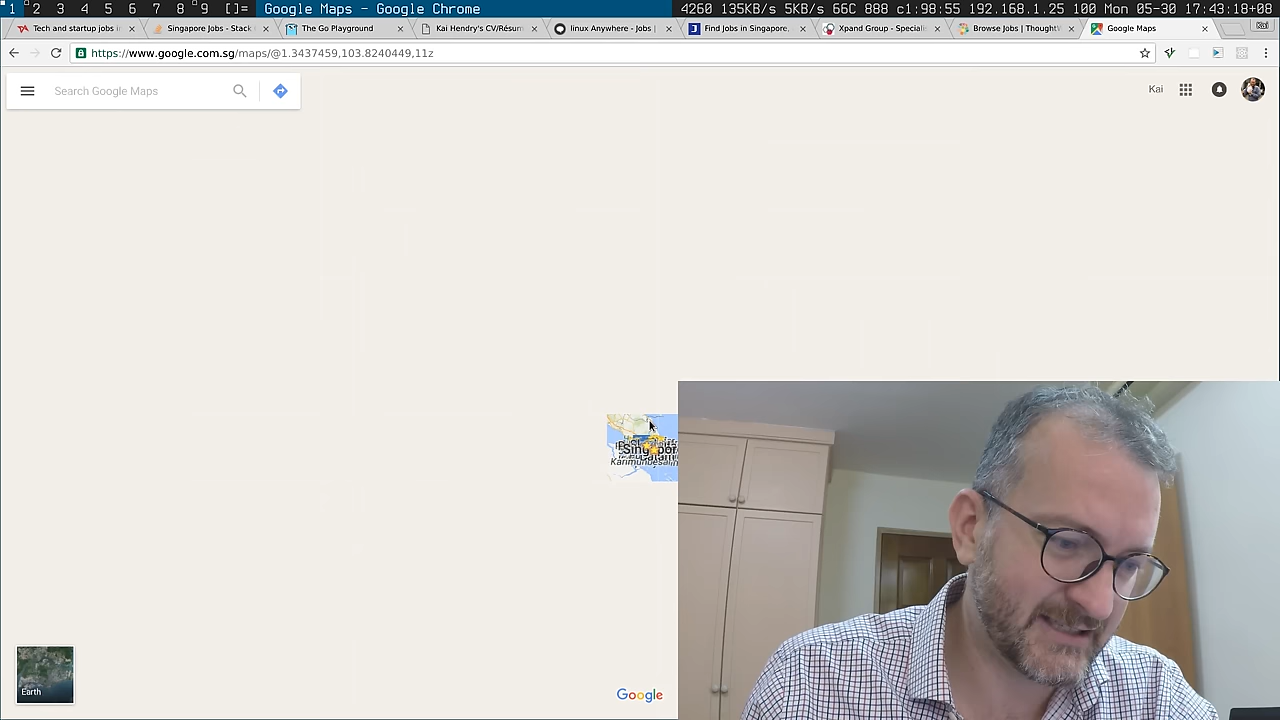 1 2 3 4 5 6 7 8 9 []= Google Maps - Google Chrome 4260 135KB/s 5KB/s 66C 888 c1:98:55 192.168.1.25 100 Mon 05-30 17:43:18+08
Tech and startup jobs i
Singapore Jobs - Stack
The Go Playground
Kai Hendry's CV/Résum
linux Anywhere - Jobs |
Find Jobs in Singapore,
Xpand Group - Speciali
Browse Jobs | ThoughtW
Google Maps
Kai
https://www.google.com.sg/maps/@1.3437459,103.8240449,11z
Search Google Maps
Kai
Singapor
Earth
Google